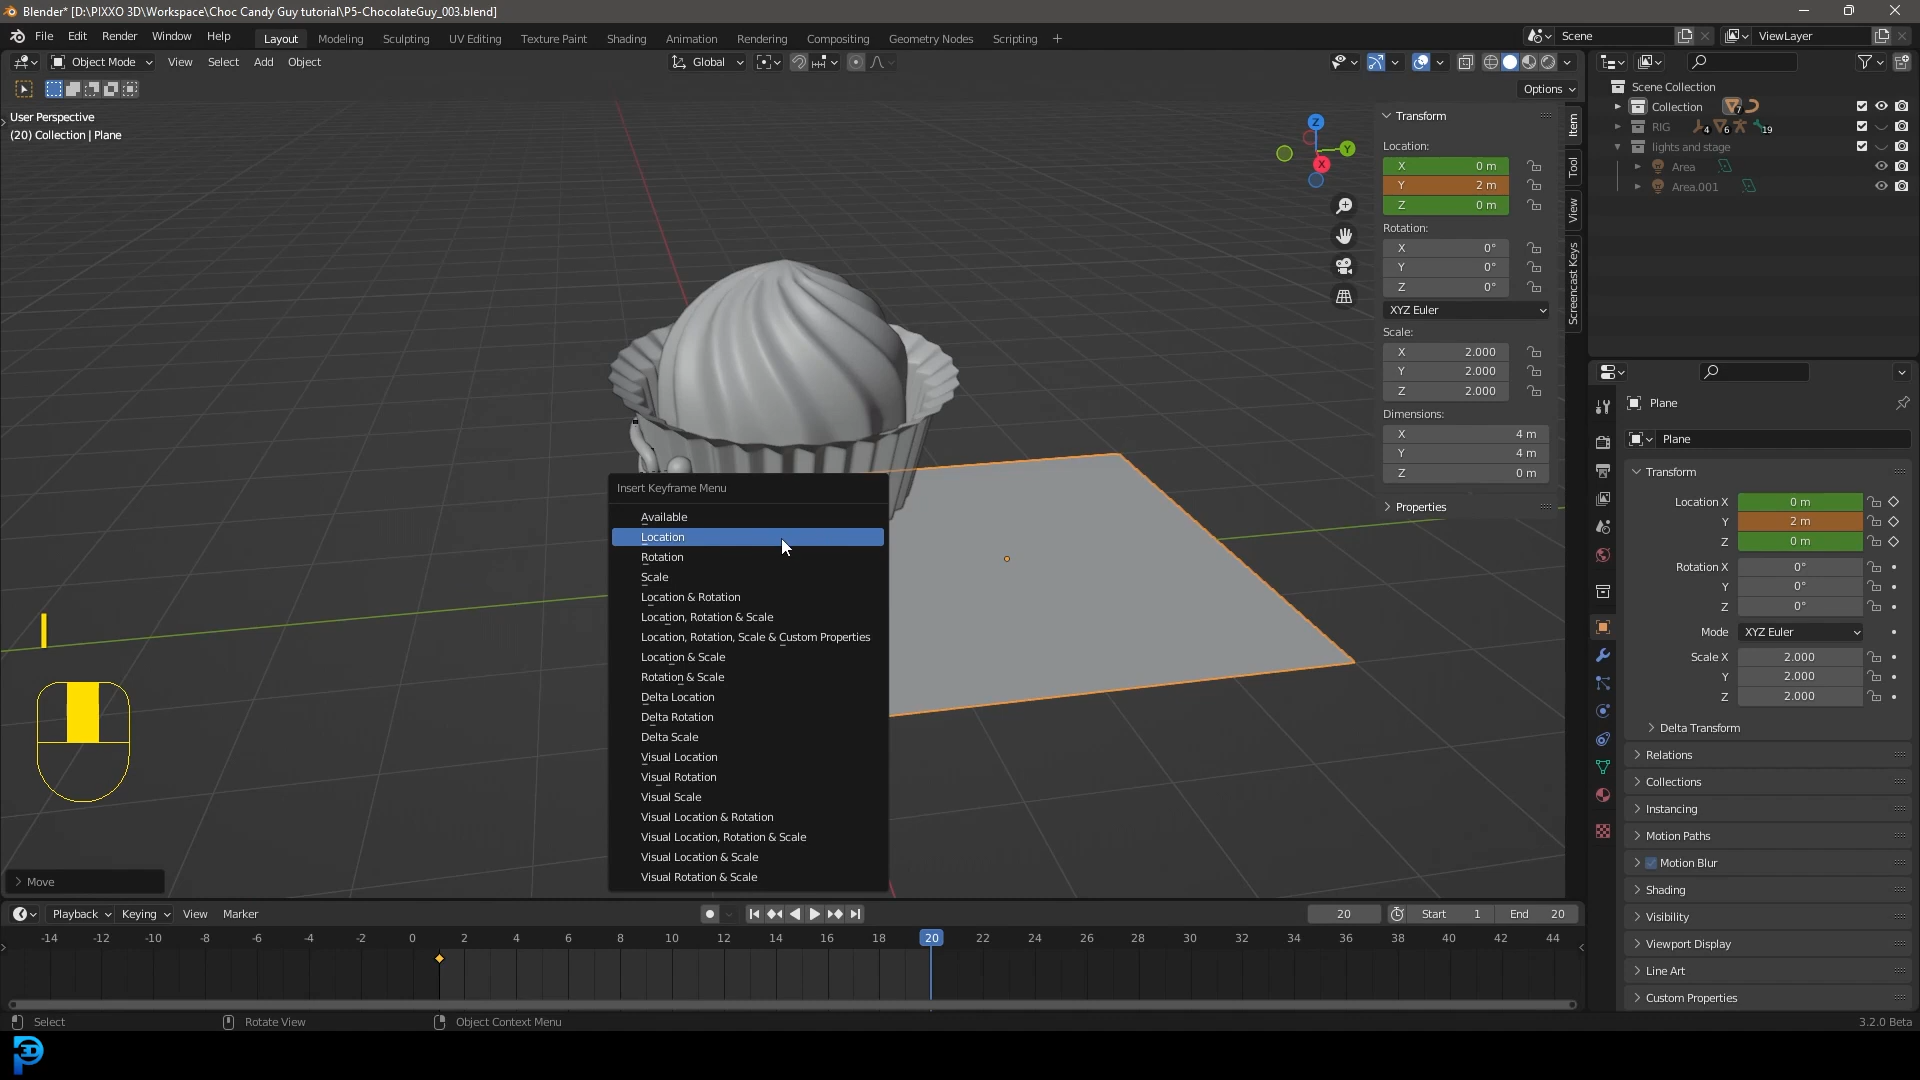 Blender* [D:\PIXXO 3D\Workspace\Choc Candy Guy tutorial\P5-ChocolateGuy_003.blend]
File Edit Render Window Help Layout Modeling Sculpting UV Editing Texture Paint Shading Animation Rendering Compositing Geometry Nodes Scripting + Scene ViewLayer
Object Mode View Select Add Object Global
Options
User Perspective
(20) Collection | Plane
Z
Y
X
Transform
Location:
X 0 m
Y 2 m
Z 0 m
Rotation:
X 0°
Y 0°
Z 0°
XYZ Euler
Scale:
X 2.000
Y 2.000
Z 2.000
Dimensions:
X 4 m
Y 4 m
Z 0 m
Properties
Item
Tool
View
Screencast Keys
Scene Collection
Collection 7
RIG 4 6 19
lights and stage
Area
Area.001
Plane
Plane
Transform
Location X 0 m
Y 2 m
Z 0 m
Rotation X 0°
Y 0°
Z 0°
Mode XYZ Euler
Scale X 2.000
Y 2.000
Z 2.000
Delta Transform
Relations
Collections
Instancing
Motion Paths
Motion Blur
Shading
Visibility
Viewport Display
Line Art
Custom Properties
Insert Keyframe Menu
Available
Location
Rotation
Scale
Location & Rotation
Location, Rotation & Scale
Location, Rotation, Scale & Custom Properties
Location & Scale
Rotation & Scale
Delta Location
Delta Rotation
Delta Scale
Visual Location
Visual Rotation
Visual Scale
Visual Location & Rotation
Visual Location, Rotation & Scale
Visual Location & Scale
Visual Rotation & Scale
I
Move
Playback Keying View Marker 20 Start 1 End 20
-14 -12 -10 -8 -6 -4 -2 0 2 4 6 8 10 12 14 16 18 20 22 24 26 28 30 32 34 36 38 40 42 44
Select Rotate View Object Context Menu 3.2.0 Beta